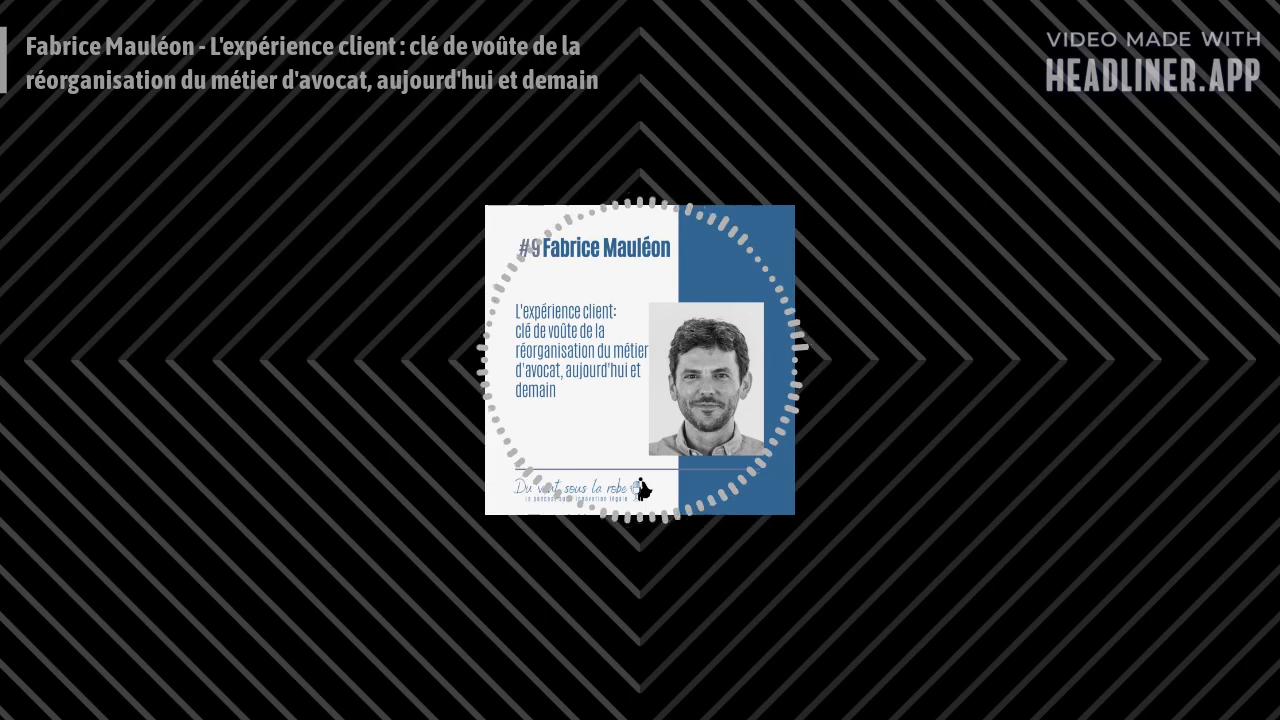 Fabrice Mauléon - L'expérience client : clé de voûte de la
réorganisation du métier d'avocat, aujourd'hui et demain
VIDEO MADE WITH
HEADLINER.APP
#9 Fabrice Mauléon
L'expérience client:
clé de voûte de la
réorganisation du métier
d'avocat, aujourd'hui et
demain
Du vent sous la robe